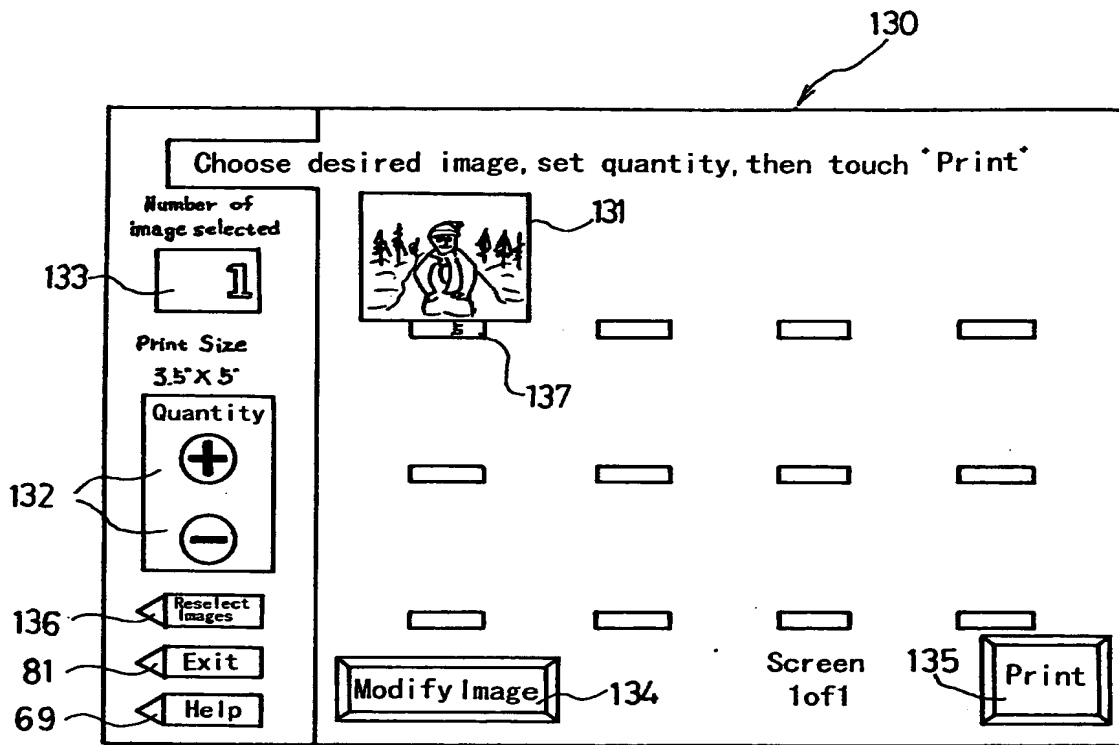 130
Choose desired image, set quantity, then touch "Print"
Number of
image selected
131
133
1
5
137
Print Size
3.5"X 5"
Quantity
132
136
Reselect
Images
81
Exit
69
Help
Modify Image
134
Screen
1of1
135
Print